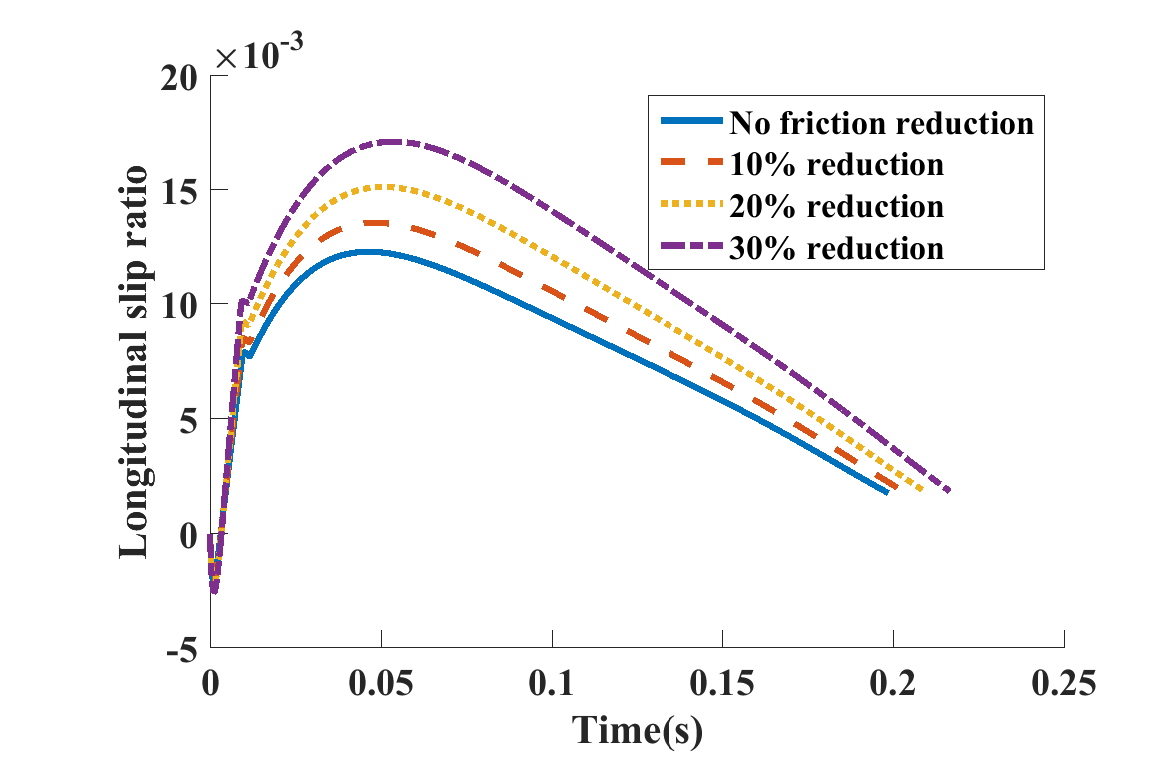 ×10-3
20
15
10
5
0
-5
0 0.05 0.1 0.15 0.2 0.25
Longitudinal slip ratio
Time(s)
No friction reduction
10% reduction
20% reduction
30% reduction